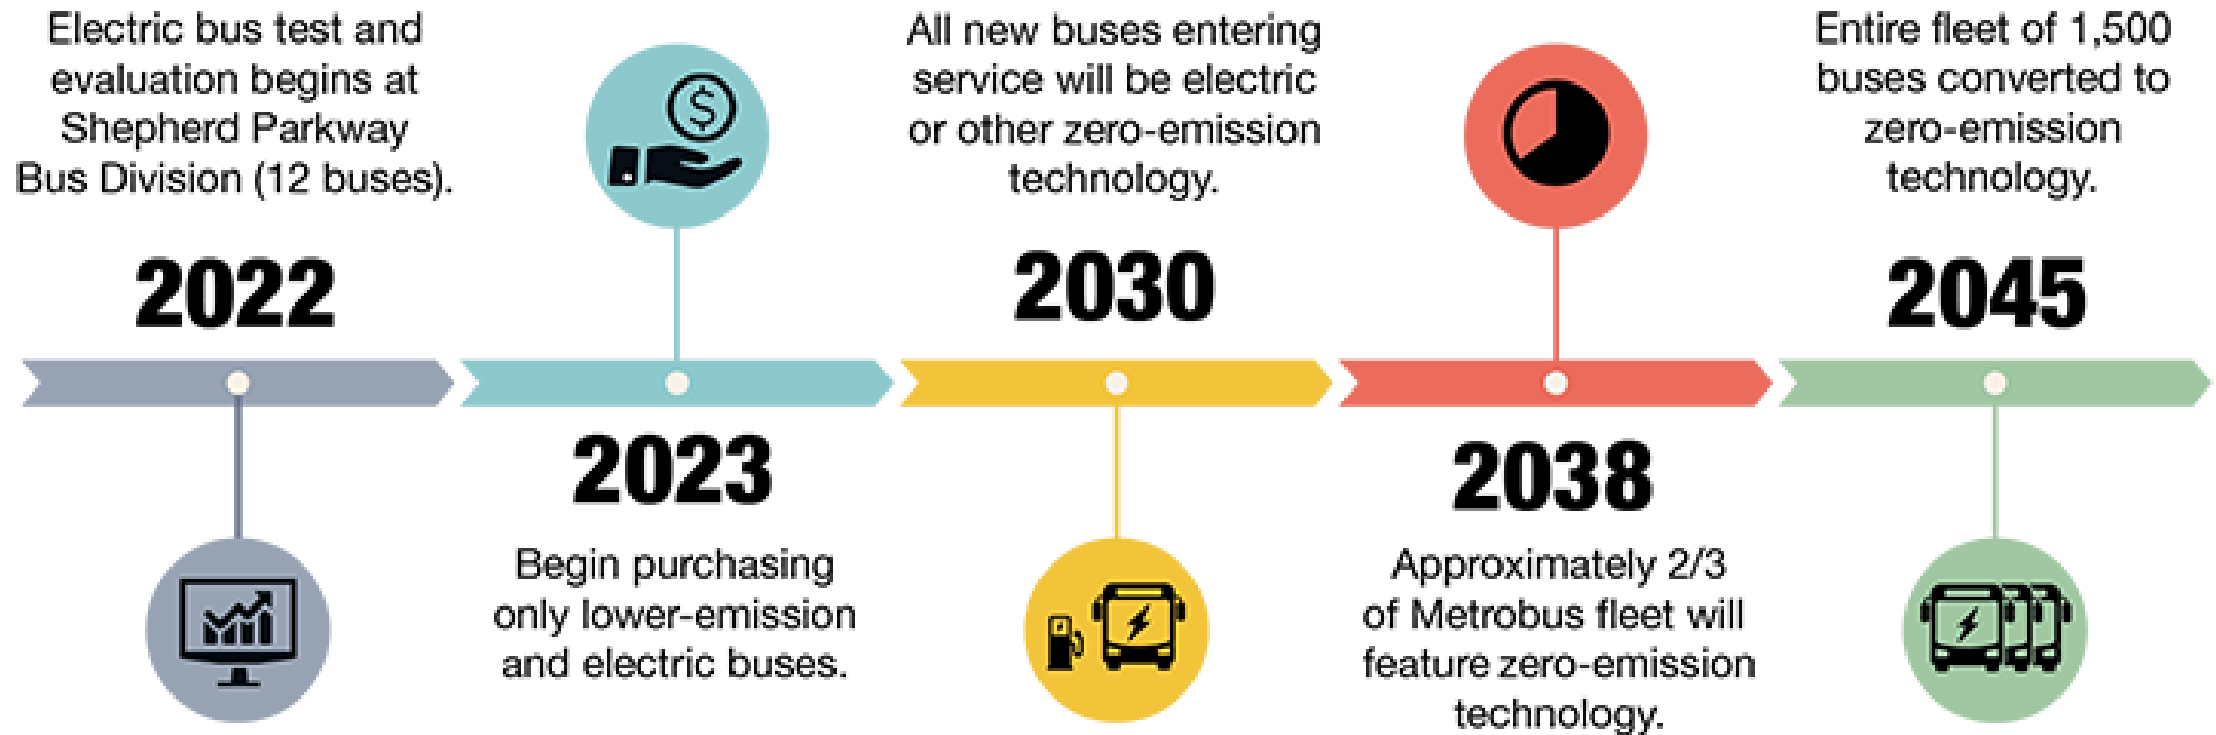 Electric bus test and
evaluation begins at
Shepherd Parkway
Bus Division (12 buses).
2022
2023
Begin purchasing
only lower-emission
and electric buses.
All new buses entering
service will be electric
or other zero-emission
technology.
2030
2038
Approximately 2/3
of Metrobus fleet will
feature zero-emission
technology.
Entire fleet of 1,500
buses converted to
zero-emission
technology.
2045
$